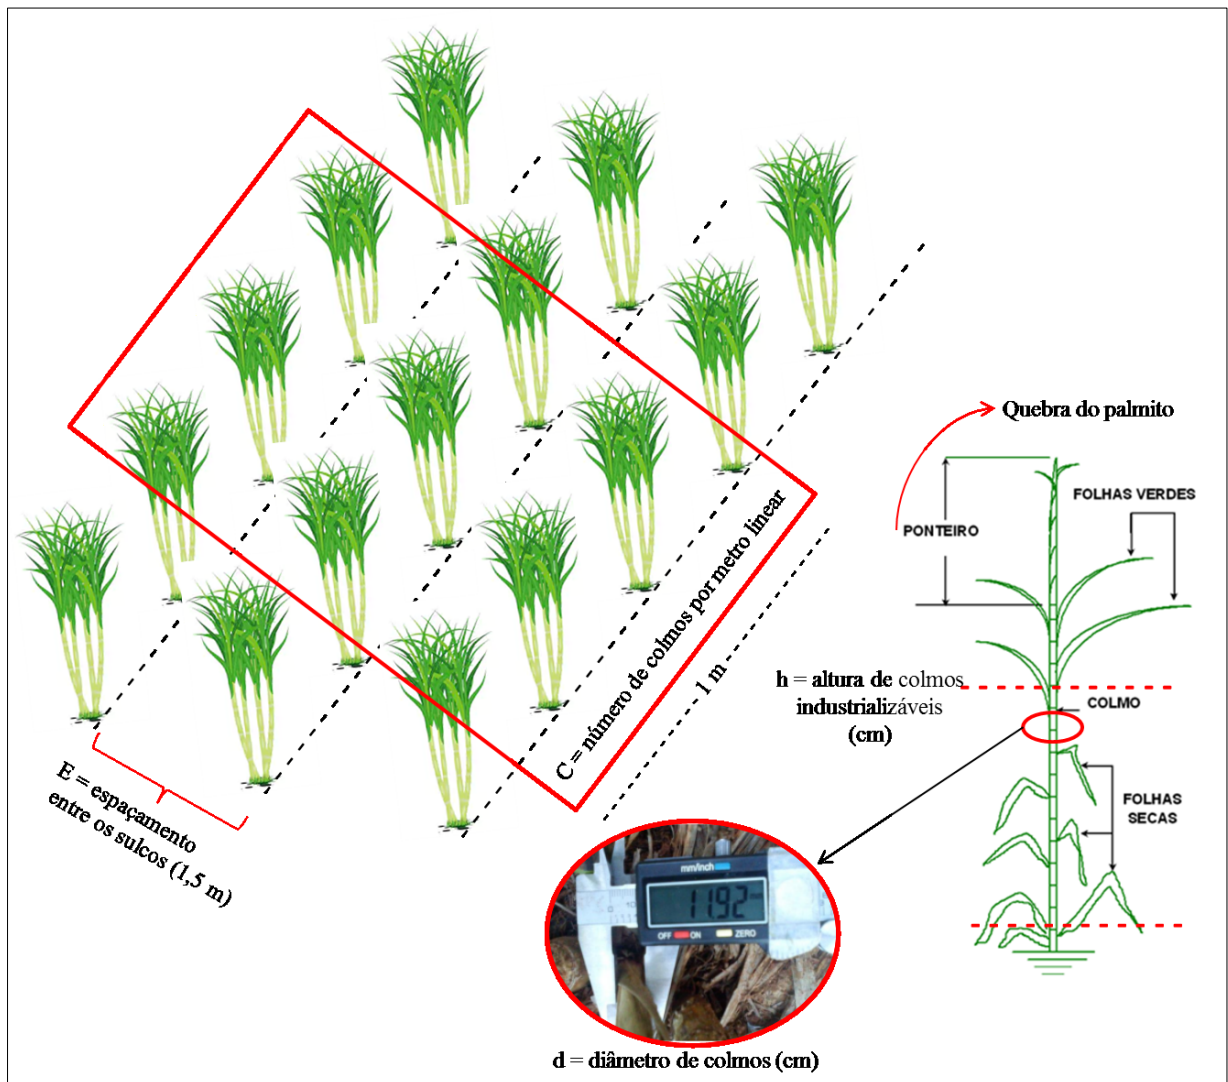 Quebra do palmito
FOLHAS VERDES
PONTEIRO
C = número de colmos por metro linear
1 m
h = altura de colmos
industrializáveis
(cm)
COLMO
E = espaçamento
entre os sulcos (1,5 m)
FOLHAS
SECAS
mm/inch
11.92
OFF ON ZERO
d = diâmetro de colmos (cm)